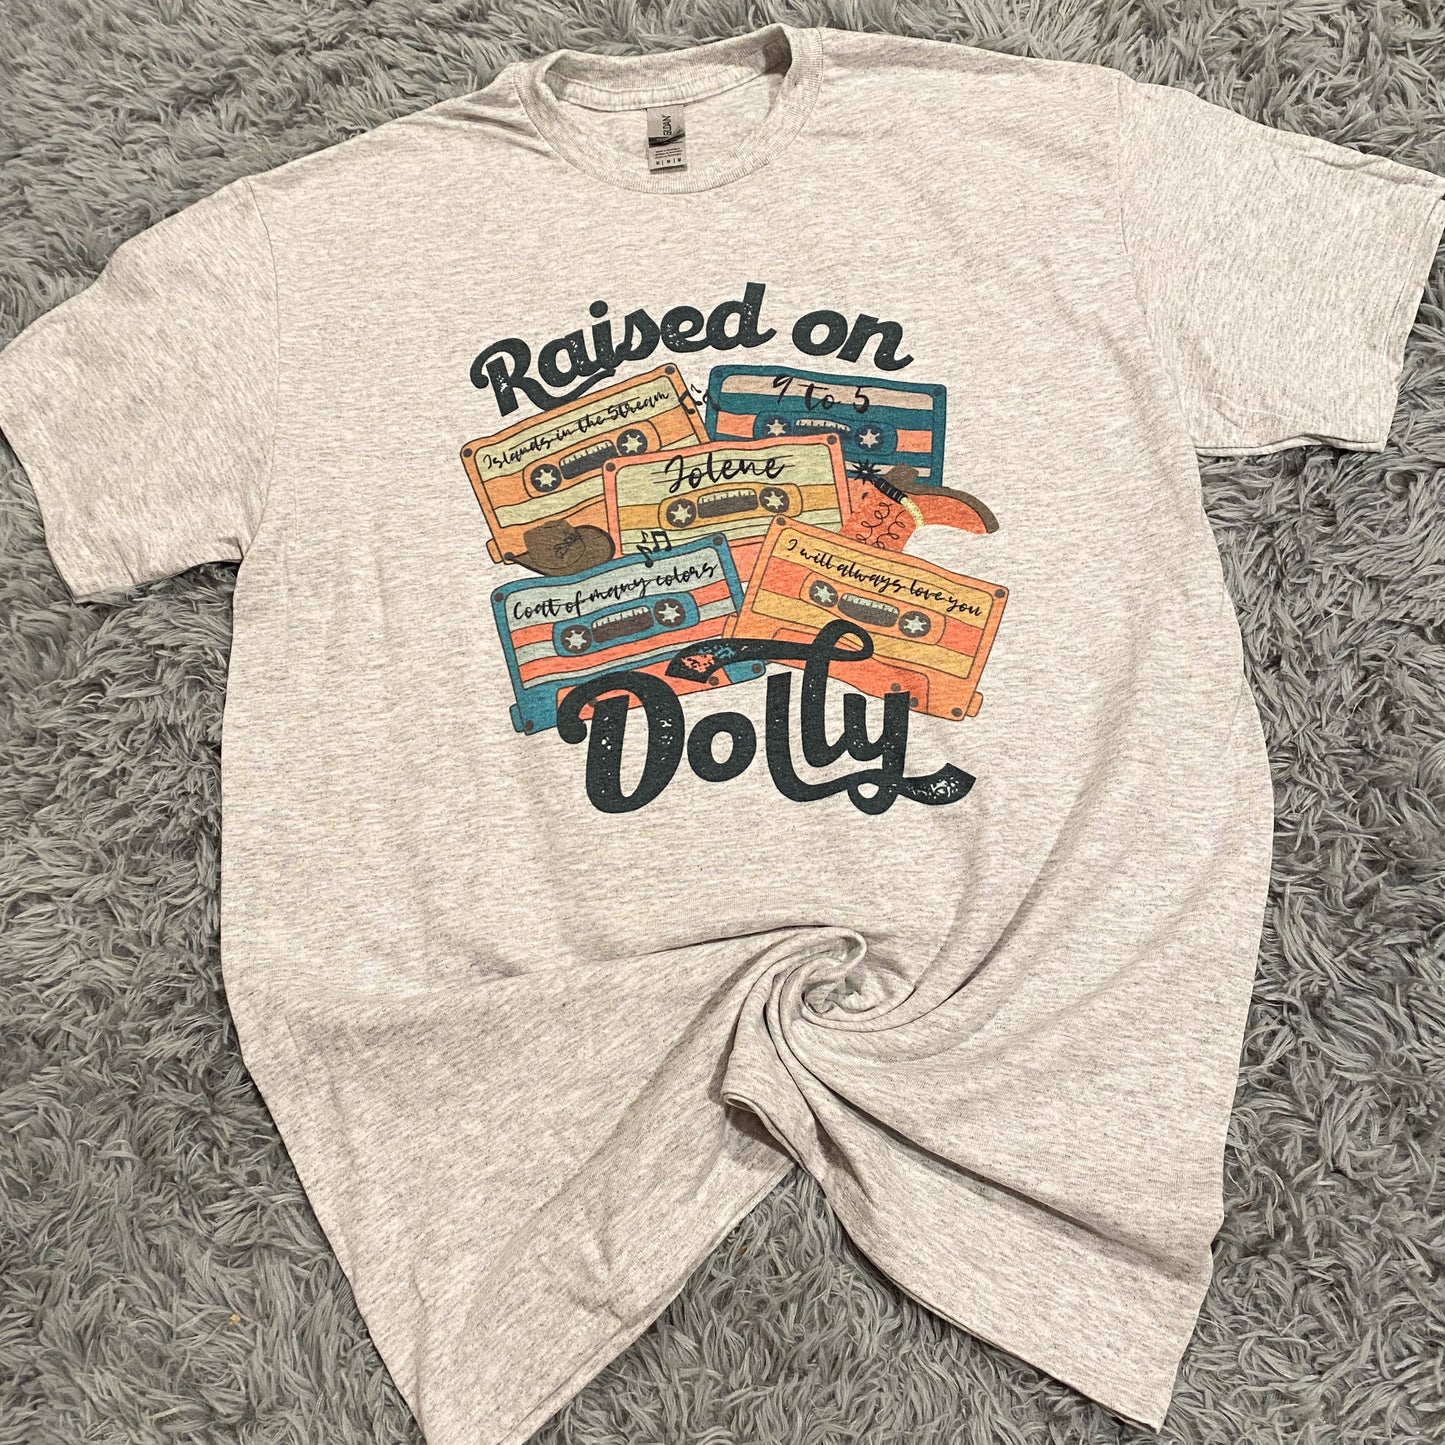 GILDAN
M M M
Raised on
Islands in the Stream
9 to 5
Jolene
Coat of many colors
I will always love you
Dolly